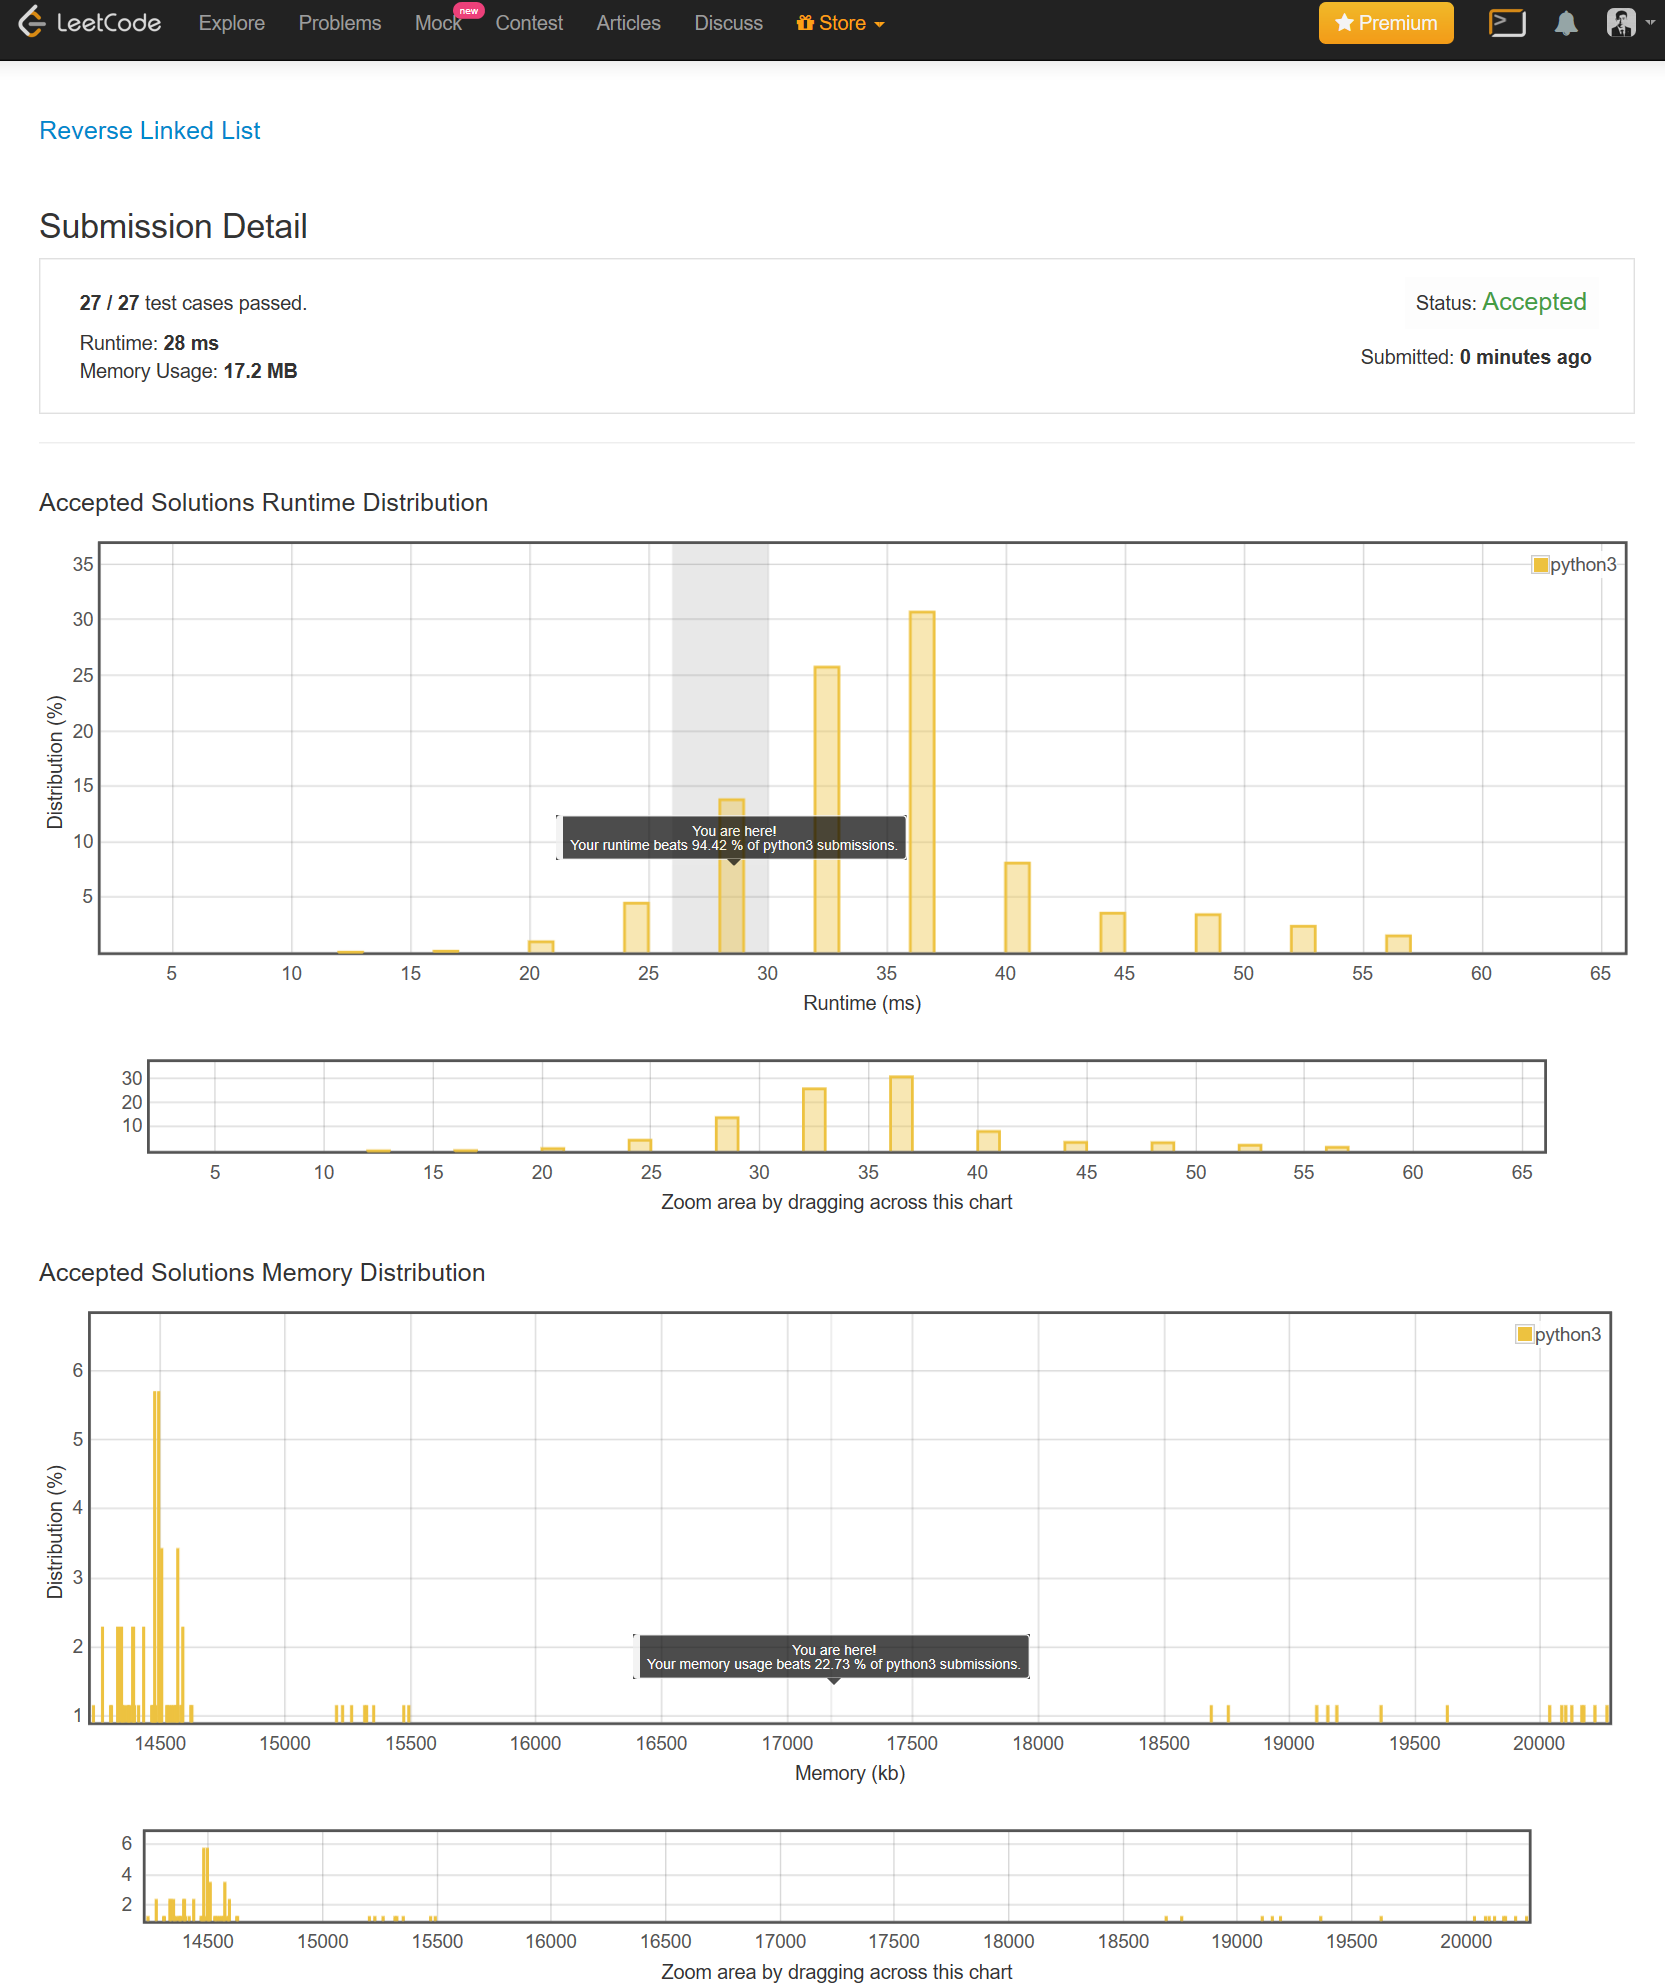 LeetCode Explore Problems Mock new Contest Articles Discuss Store Premium
Reverse Linked List
Submission Detail
27 / 27 test cases passed.
Status: Accepted
Runtime: 28 ms
Submitted: 0 minutes ago
Memory Usage: 17.2 MB
Accepted Solutions Runtime Distribution
python3
35
30
25
20
15
10
5
Distribution (%)
You are here!
Your runtime beats 94.42 % of python3 submissions.
5 10 15 20 25 30 35 40 45 50 55 60 65
Runtime (ms)
30
20
10
5 10 15 20 25 30 35 40 45 50 55 60 65
Zoom area by dragging across this chart
Accepted Solutions Memory Distribution
python3
6
5
4
3
2
1
Distribution (%)
You are here!
Your memory usage beats 22.73 % of python3 submissions.
14500 15000 15500 16000 16500 17000 17500 18000 18500 19000 19500 20000
Memory (kb)
6
4
2
14500 15000 15500 16000 16500 17000 17500 18000 18500 19000 19500 20000
Zoom area by dragging across this chart